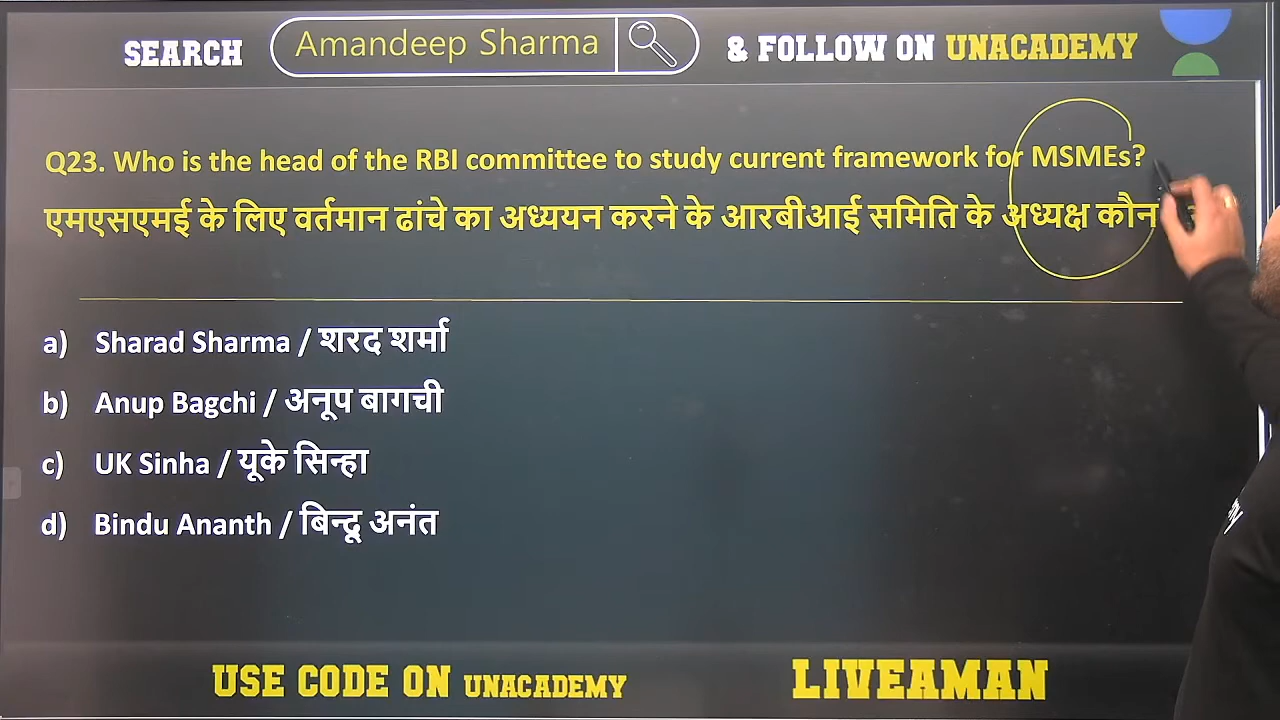 SEARCH Amandeep Sharma & FOLLOW ON UNACADEMY
Q23. Who is the head of the RBI committee to study current framework for MSMEs?
एमएसएमई के लिए वर्तमान ढांचे का अध्ययन करने के आरबीआई समिति के अध्यक्ष कौन
a) Sharad Sharma / शरद शर्मा
b) Anup Bagchi / अनूप बागची
c) UK Sinha / यूके सिन्हा
d) Bindu Ananth / बिन्दू अनंत
USE CODE ON UNACADEMY LIVEAMAN